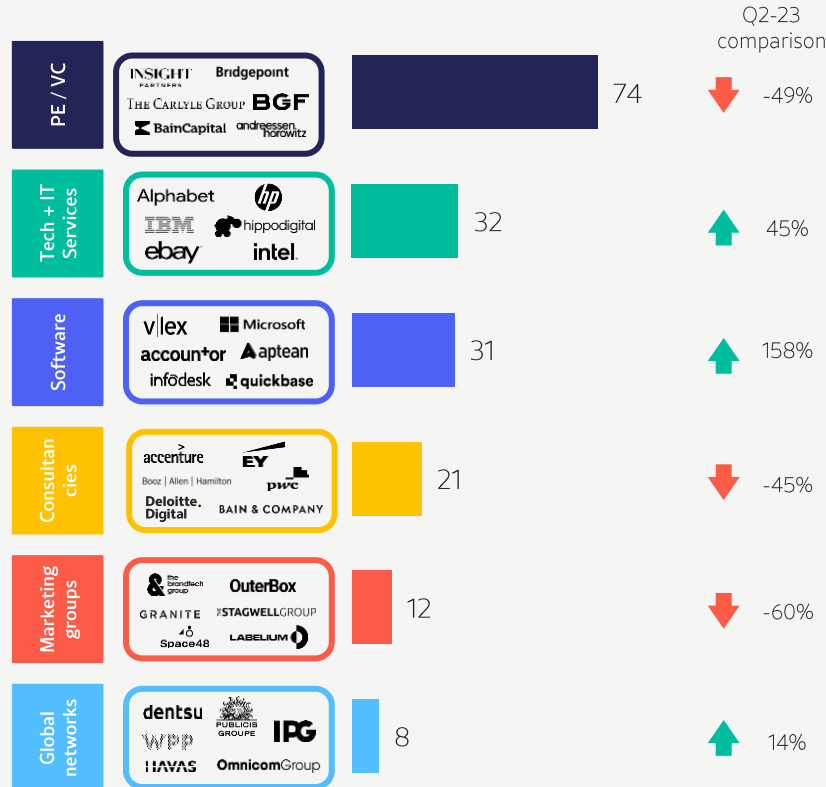 Q2-23
comparison
PE / VC
INSIGHT
PARTNERS
Bridgepoint
THE CARLYLE GROUP
BGF
BainCapital
andreessen.
horowitz
74
-49%
Tech + IT
Services
Alphabet
hp
IBM
hippodigital
ebay
intel.
32
45%
Software
v|lex
Microsoft
accountor
aptean
infodesk
quickbase
31
158%
Consultan
cies
accenture
EY
Booz | Allen | Hamilton
pwc
Deloitte.
Digital
BAIN & COMPANY
21
-45%
Marketing
groups
&
the
brandtech
group
OuterBox
GRANITE
THE STAGWELLGROUP
Space48
LABELIUM
12
-60%
Global
networks
dentsu
PUBLICIS
GROUPE
IPG
WPP
HAVAS
OmnicomGroup
8
14%